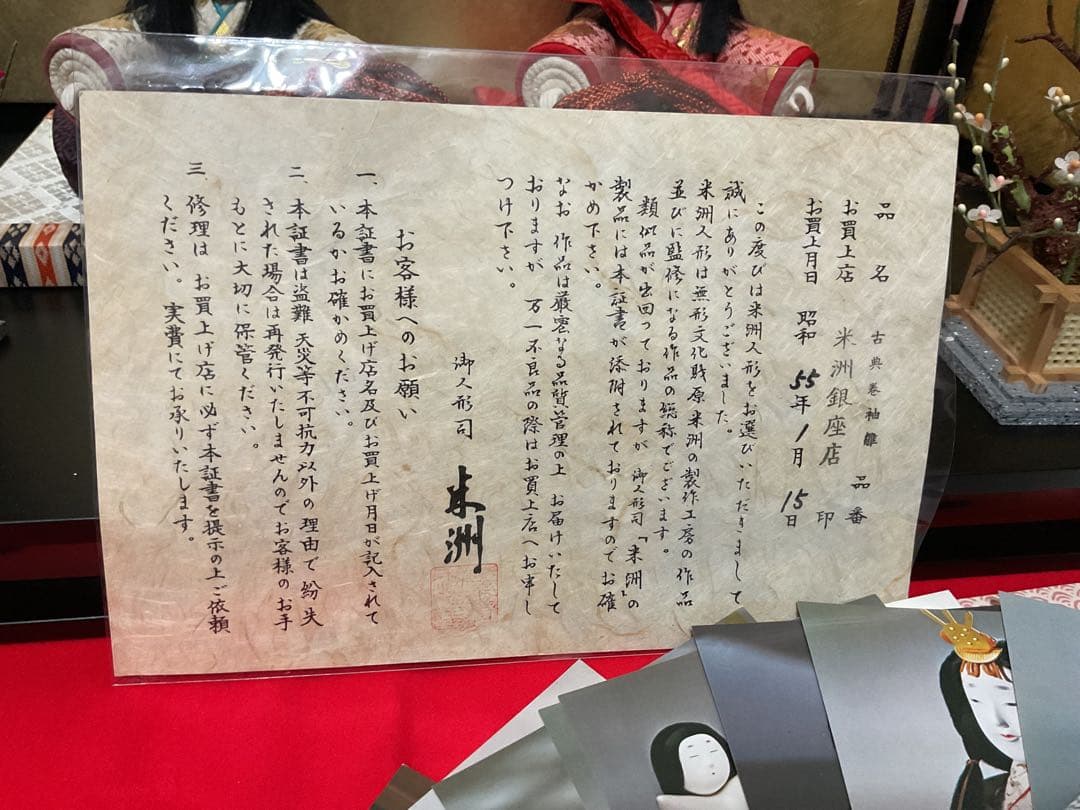 品名 古典巻袖雛 品番
お買上店 米洲銀座店 印
お買上月日 昭和55年1月15日
この度びは米洲人形をお選びいただきまして
誠にありがとうございました。
米洲人形は無形文化財原米洲の製作工房の作品
並びに監修になる作品の総称でございます。
類似品が出回っておりますが 御人形司「米洲」の
製品には本証書が添附されておりますのでお確
かめ下さい。
なお 作品は厳密なる品質管理の上 お届けいたして
おりますが 万一不良品の際はお買上店へお申し
つけ下さい。
御人形司 米洲
お客様へのお願い
一、本証書にお買上げ店名及びお買上げ月日が記入されて
いるかお確かめください。
二、本証書は盗難 天災等不可抗力以外の理由で紛失
された場合は再発行いたしませんのでお客様のお手
もとに大切に保管ください。
三、修理は お買上げ店に必ず本証書を提示の上ご依頼
ください。実費にてお承りいたします。